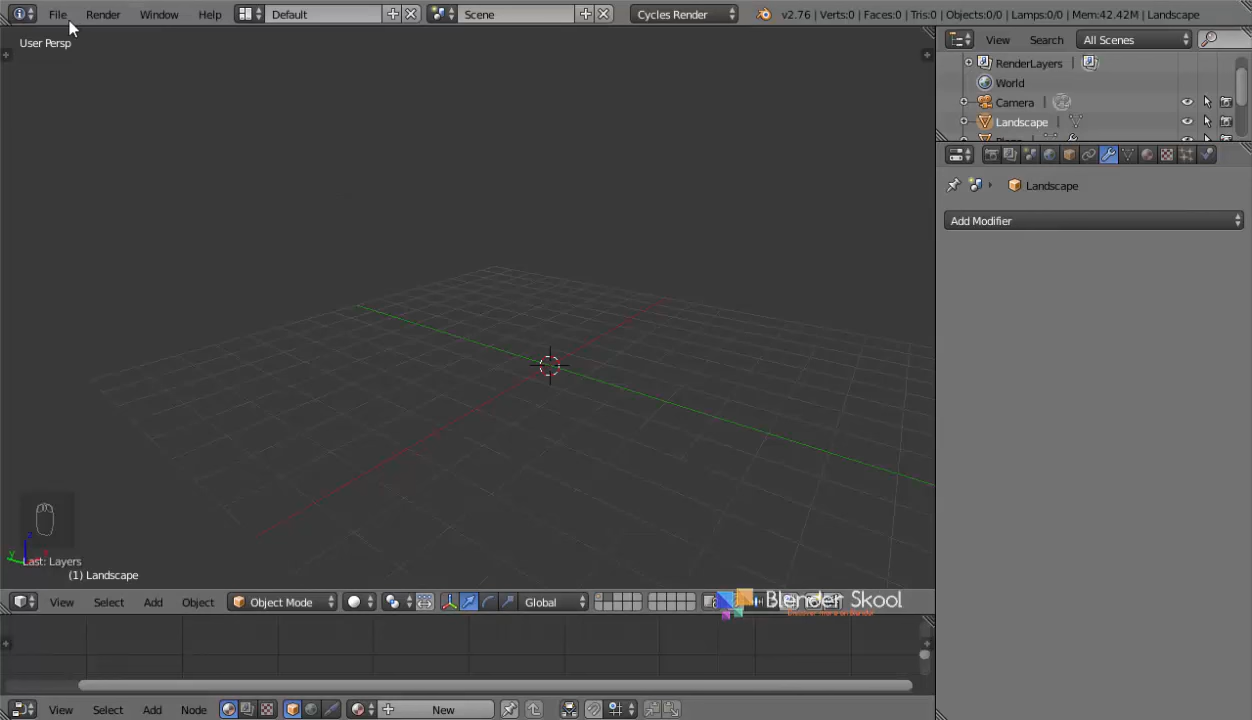 File Render Window Help Default Scene Cycles Render v2.76 | Verts:0 | Faces:0 | Tris:0 | Objects:0/0 | Lamps:0/0 | Mem:42.42M | Landscape
User Persp
View Search All Scenes
RenderLayers
World
Camera
Landscape
Landscape
Add Modifier
Last: Layers
(1) Landscape
View Select Add Object Object Mode Global
Blender Skool
View Select Add Node New